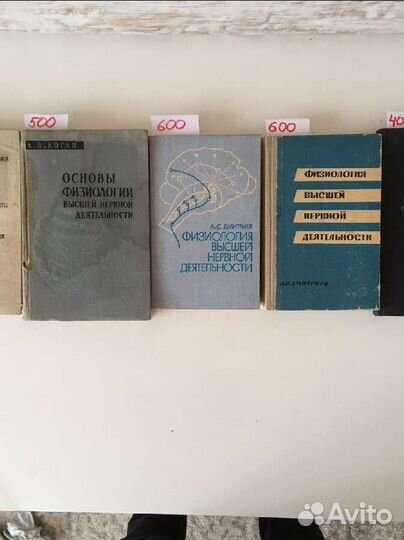 500
А.Б. КОГАН
ОСНОВЫ
ФИЗИОЛОГИИ
ВЫСШЕЙ НЕРВНОЙ
ДЕЯТЕЛЬНОСТИ
600
А.С. ДМИТРИЕВ
ФИЗИОЛОГИЯ
ВЫСШЕЙ
НЕРВНОЙ
ДЕЯТЕЛЬНОСТИ
600
ФИЗИОЛОГИЯ
ВЫСШЕЙ
НЕРВНОЙ
ДЕЯТЕЛЬНОСТИ
А.С.ДМИТРИЕВ
40
Avito